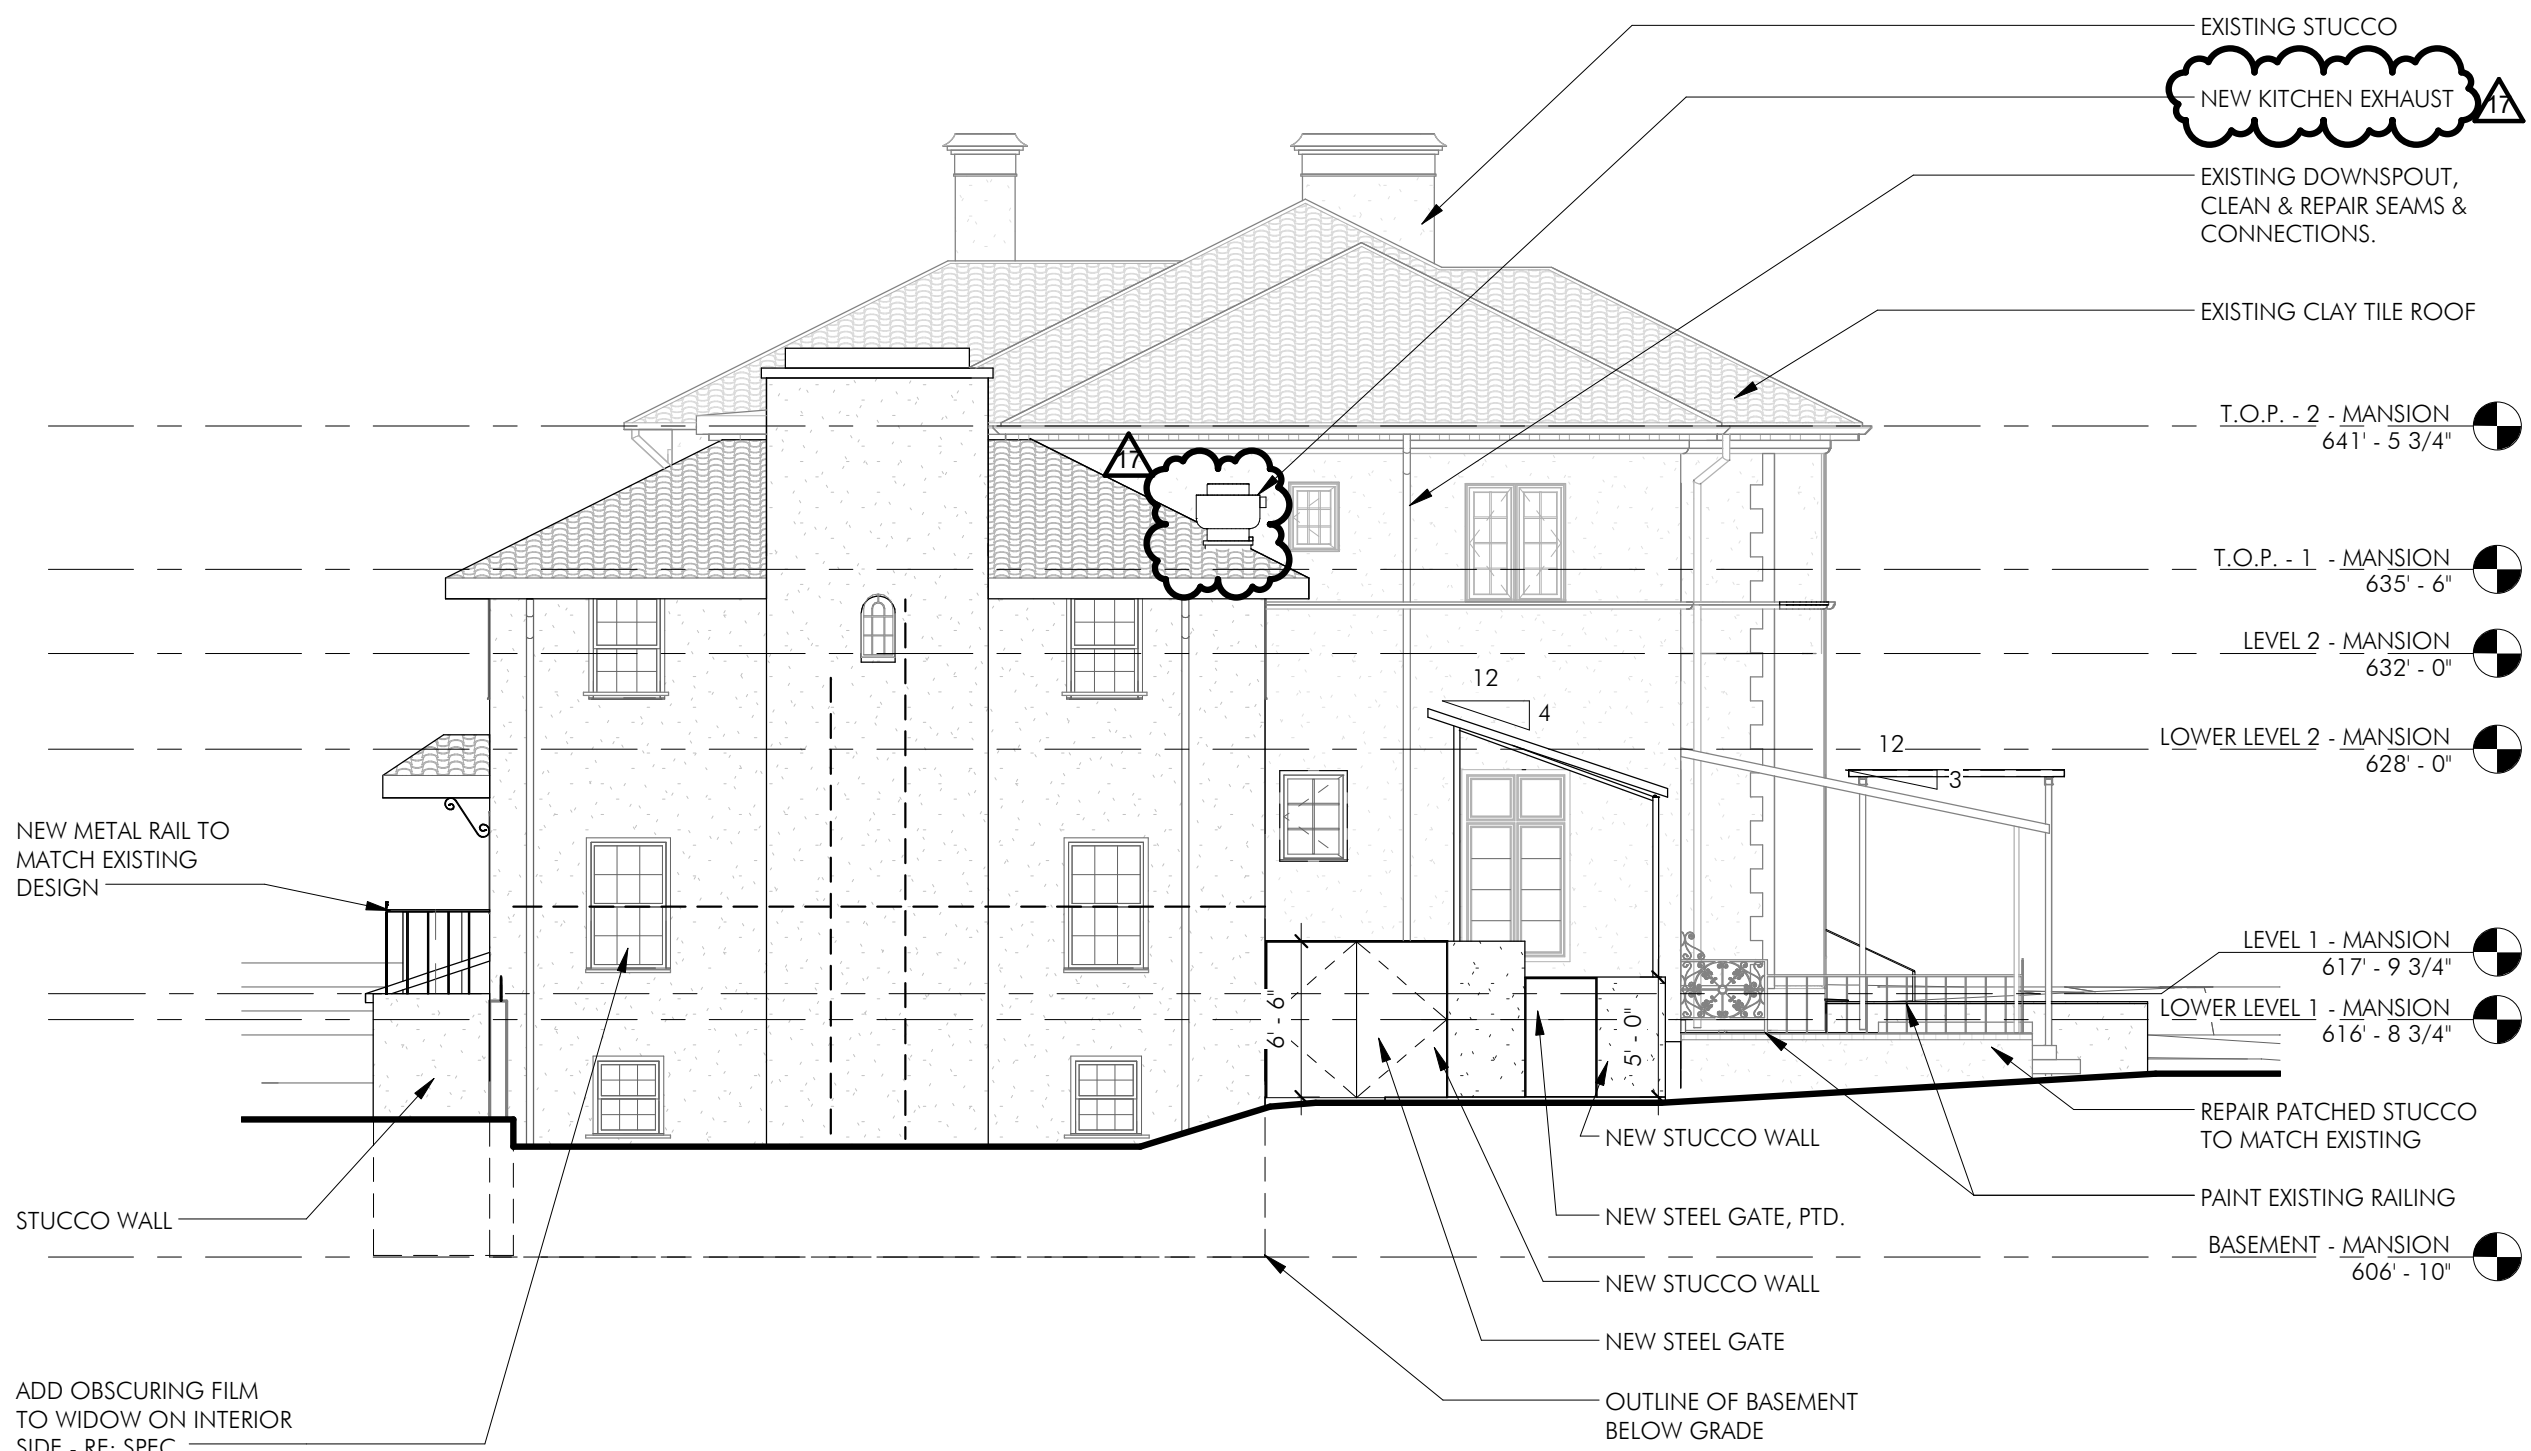 EXISTING STUCCO
NEW KITCHEN EXHAUST
17
EXISTING DOWNSPOUT,
CLEAN & REPAIR SEAMS &
CONNECTIONS.
EXISTING CLAY TILE ROOF
T.O.P. - 2 - MANSION
641' - 5 3/4"
17
T.O.P. - 1 - MANSION
635' - 6"
LEVEL 2 - MANSION
632' - 0"
12
4
LOWER LEVEL 2 - MANSION
628' - 0"
12
3
NEW METAL RAIL TO
MATCH EXISTING
DESIGN
LEVEL 1 - MANSION
617' - 9 3/4"
LOWER LEVEL 1 - MANSION
616' - 8 3/4"
6' - 6"
5' - 0"
REPAIR PATCHED STUCCO
TO MATCH EXISTING
NEW STUCCO WALL
PAINT EXISTING RAILING
STUCCO WALL
NEW STEEL GATE, PTD.
BASEMENT - MANSION
606' - 10"
NEW STUCCO WALL
NEW STEEL GATE
OUTLINE OF BASEMENT
BELOW GRADE
ADD OBSCURING FILM
TO WIDOW ON INTERIOR
SIDE - RE: SPEC